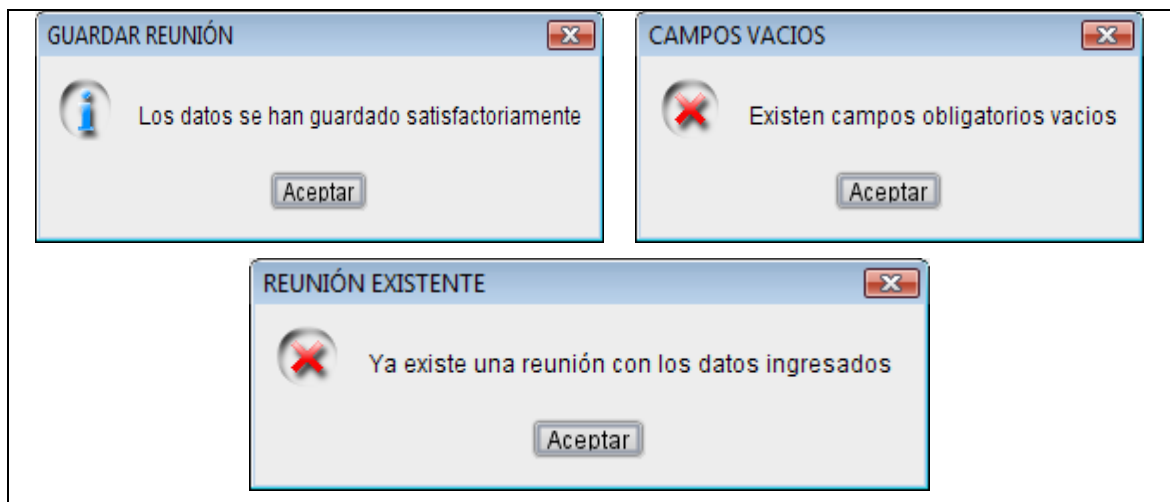 GUARDAR REUNIÓN
Los datos se han guardado satisfactoriamente
Aceptar
CAMPOS VACIOS
Existen campos obligatorios vacios
Aceptar
REUNIÓN EXISTENTE
Ya existe una reunión con los datos ingresados
Aceptar